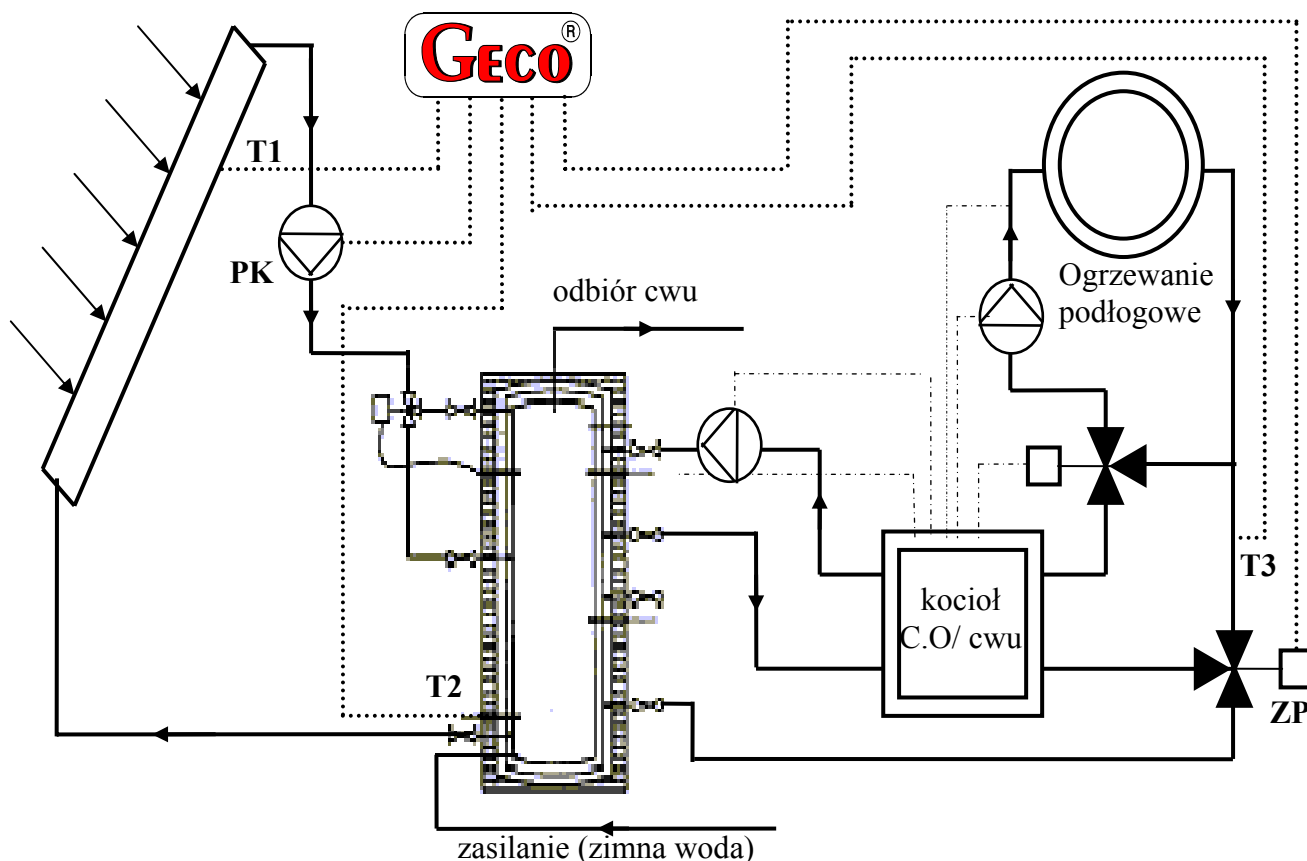 GECO®
T1
PK
odbiór cwu
Ogrzewanie
podłogowe
T3
kocioł
C.O/ cwu
T2
ZP
zasilanie (zimna woda)